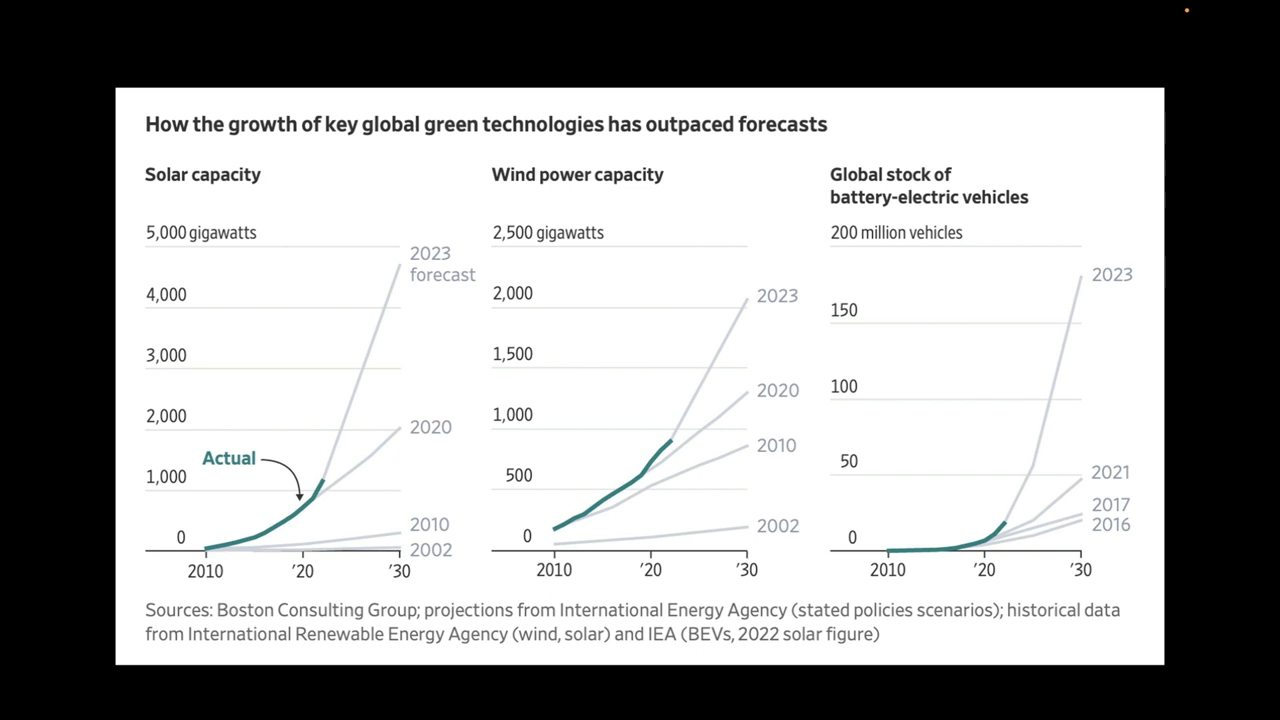 How the growth of key global green technologies has outpaced forecasts
Solar capacity
5,000 gigawatts
4,000
3,000
2,000
1,000
0
2010
'20
'30
2023
forecast
2020
2010
2002
Actual
Wind power capacity
2,500 gigawatts
2,000
1,500
1,000
500
0
2010
'20
'30
2023
2020
2010
2002
Global stock of
battery-electric vehicles
200 million vehicles
150
100
50
0
2010
'20
'30
2023
2021
2017
2016
Sources: Boston Consulting Group; projections from International Energy Agency (stated policies scenarios); historical data
from International Renewable Energy Agency (wind, solar) and IEA (BEVs, 2022 solar figure)